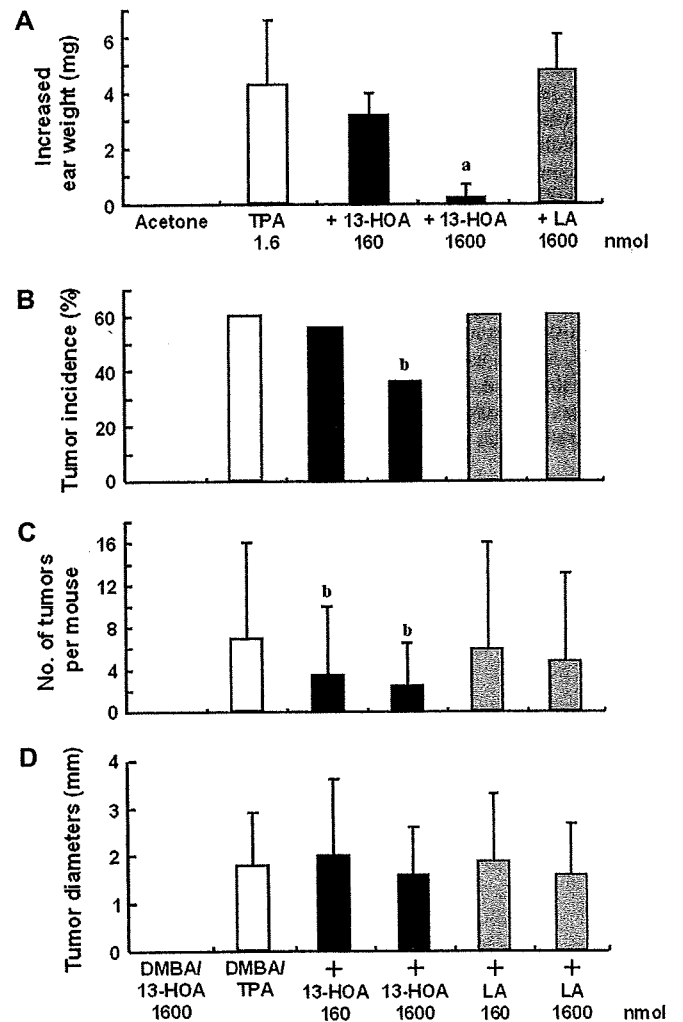 A
Increased
ear weight (mg)
6
4
2
0
a
Acetone TPA + 13-HOA + 13-HOA + LA
1.6 160 1600 1600 nmol
B
Tumor incidence (%)
60
40
20
0
b
C
No. of tumors
per mouse
16
12
8
4
0
b b
D
Tumor diameters (mm)
4
3
2
1
0
DMBA/ DMBA/ + + + +
13-HOA TPA 13-HOA 13-HOA LA LA
1600 160 1600 160 1600 nmol